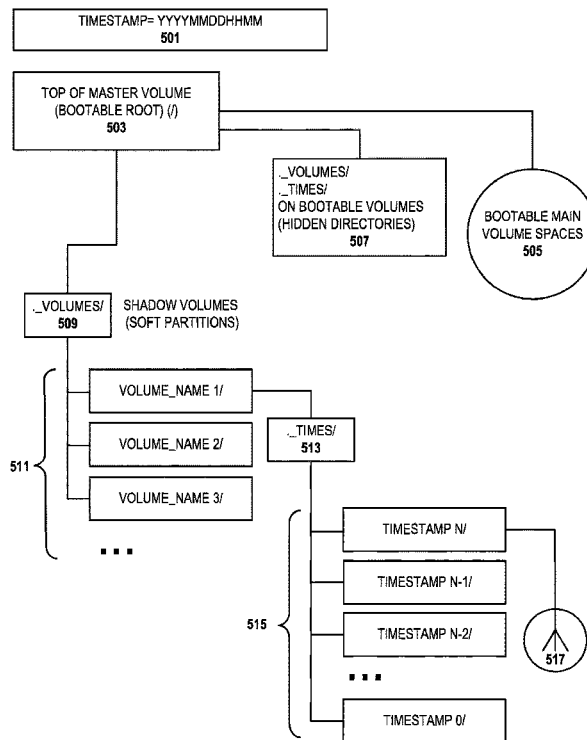 TIMESTAMP= YYYYMMDDHHMM
501
TOP OF MASTER VOLUME
(BOOTABLE ROOT) (/)
503
._VOLUMES/
._TIMES/
ON BOOTABLE VOLUMES
(HIDDEN DIRECTORIES)
507
BOOTABLE MAIN
VOLUME SPACES
505
._VOLUMES/
509
SHADOW VOLUMES
(SOFT PARTITIONS)
511
VOLUME_NAME 1/
VOLUME_NAME 2/
VOLUME_NAME 3/
...
._TIMES/
513
515
TIMESTAMP N/
TIMESTAMP N-1/
TIMESTAMP N-2/
...
TIMESTAMP 0/
517